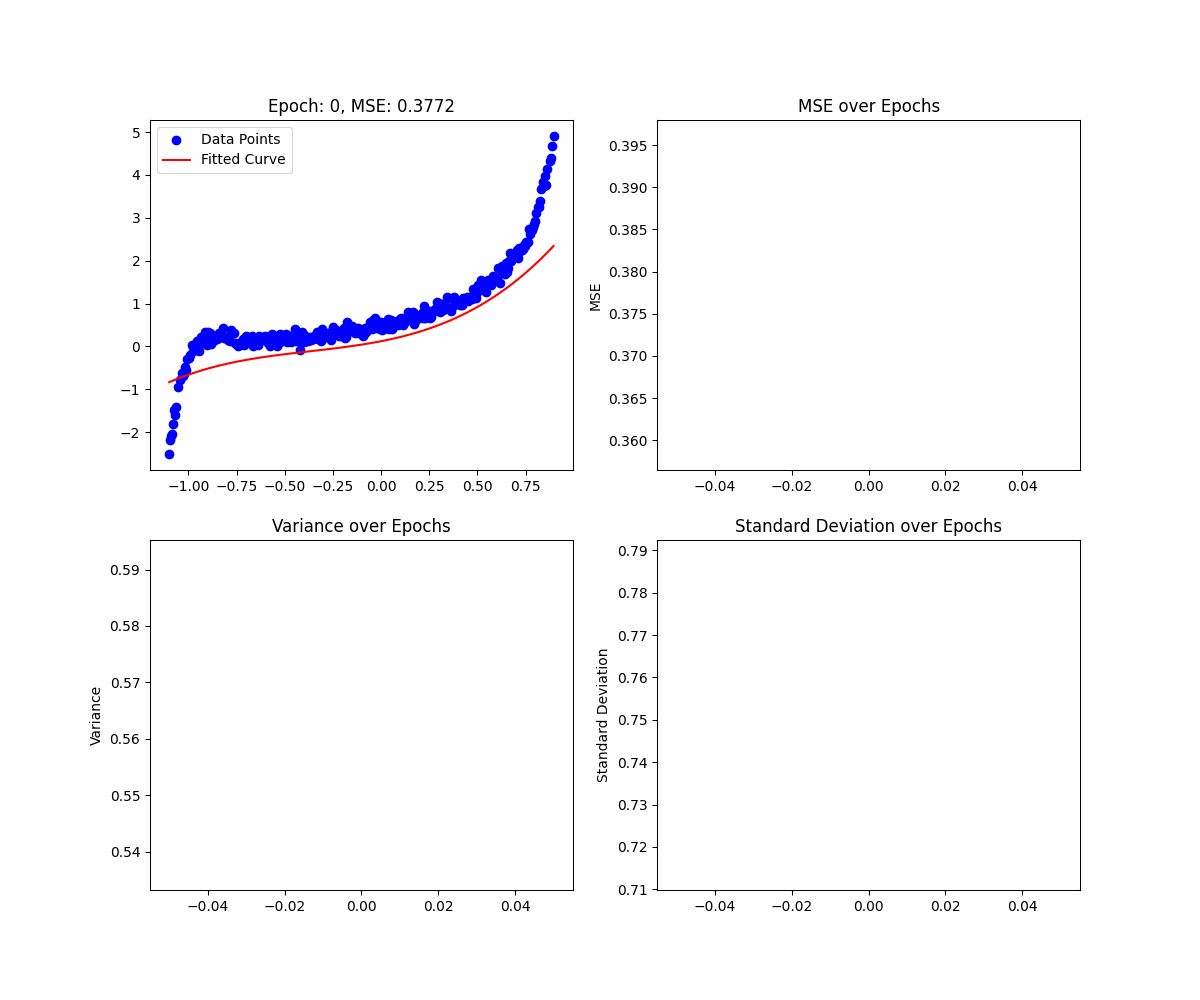 Epoch: 0, MSE: 0.3772
Data Points
Fitted Curve
5
4
3
2
1
0
−1
−2
−1.00 −0.75 −0.50 −0.25 0.00 0.25 0.50 0.75
MSE over Epochs
MSE
0.395
0.390
0.385
0.380
0.375
0.370
0.365
0.360
−0.04 −0.02 0.00 0.02 0.04
Variance over Epochs
Variance
0.59
0.58
0.57
0.56
0.55
0.54
−0.04 −0.02 0.00 0.02 0.04
Standard Deviation over Epochs
Standard Deviation
0.79
0.78
0.77
0.76
0.75
0.74
0.73
0.72
0.71
−0.04 −0.02 0.00 0.02 0.04